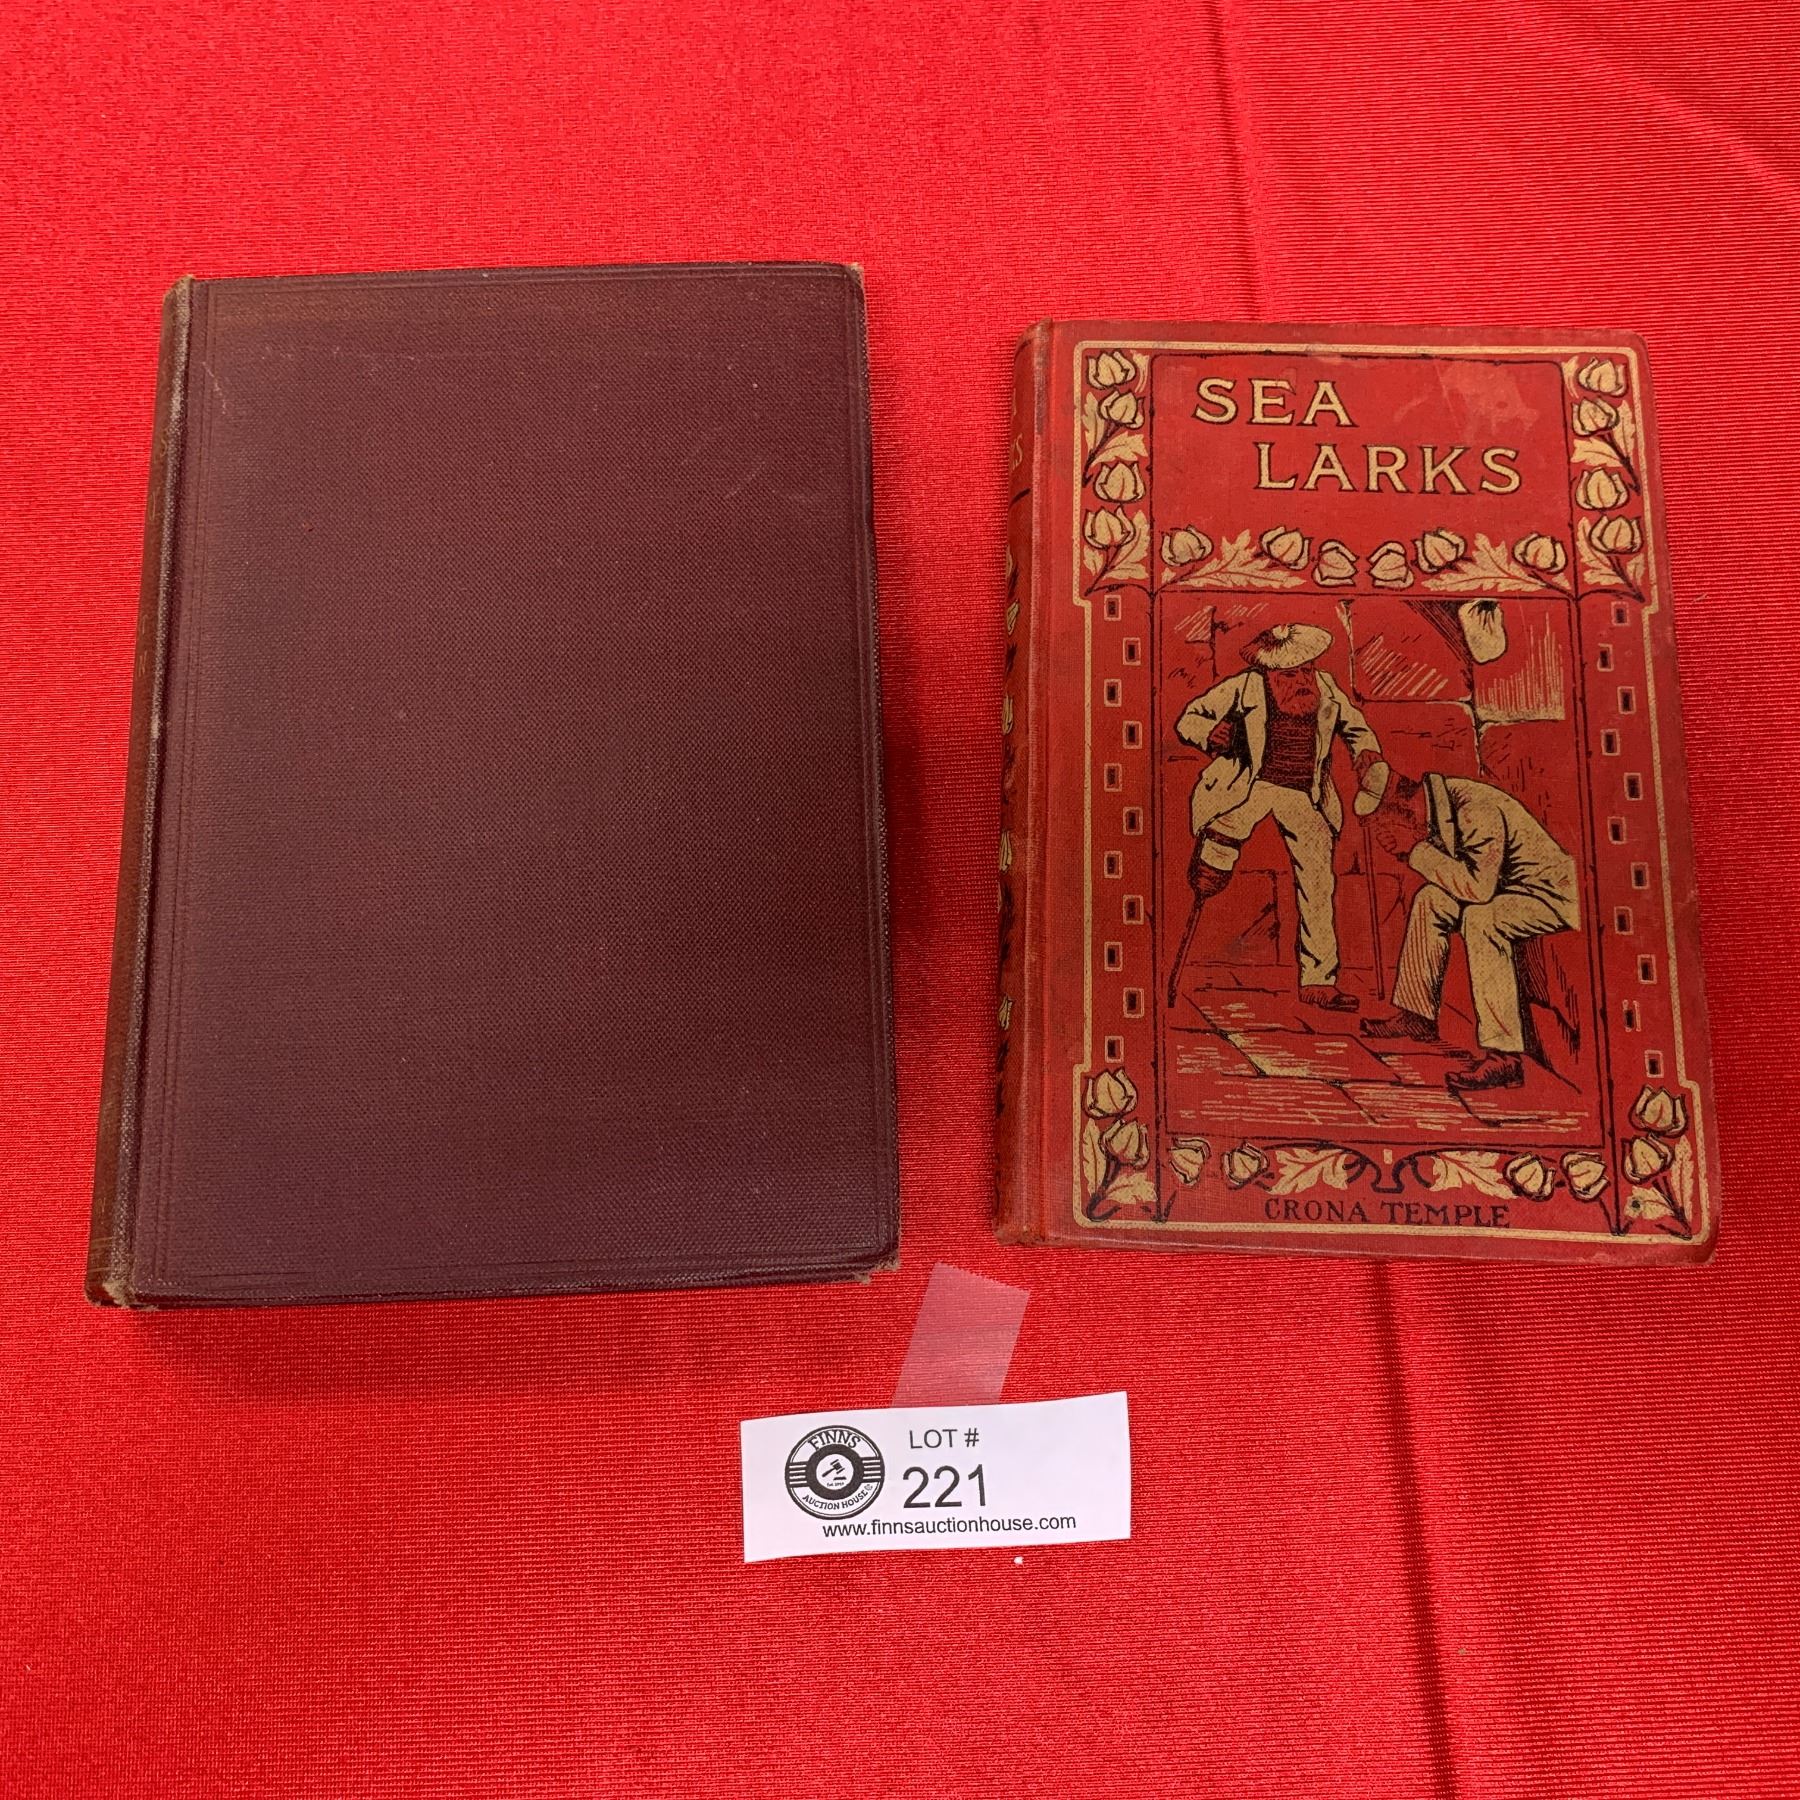 SEA
LARKS
CRONA TEMPLE
FINNS
AUCTION HOUSE
LOT #
221
www.finnsauctionhouse.com